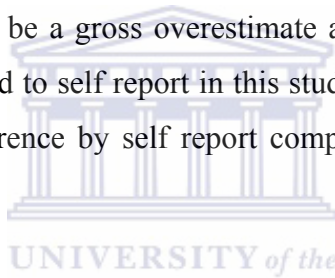 be a gross overestimate a
d to self report in this stud
rence by self report comp
UNIVERSITY of the